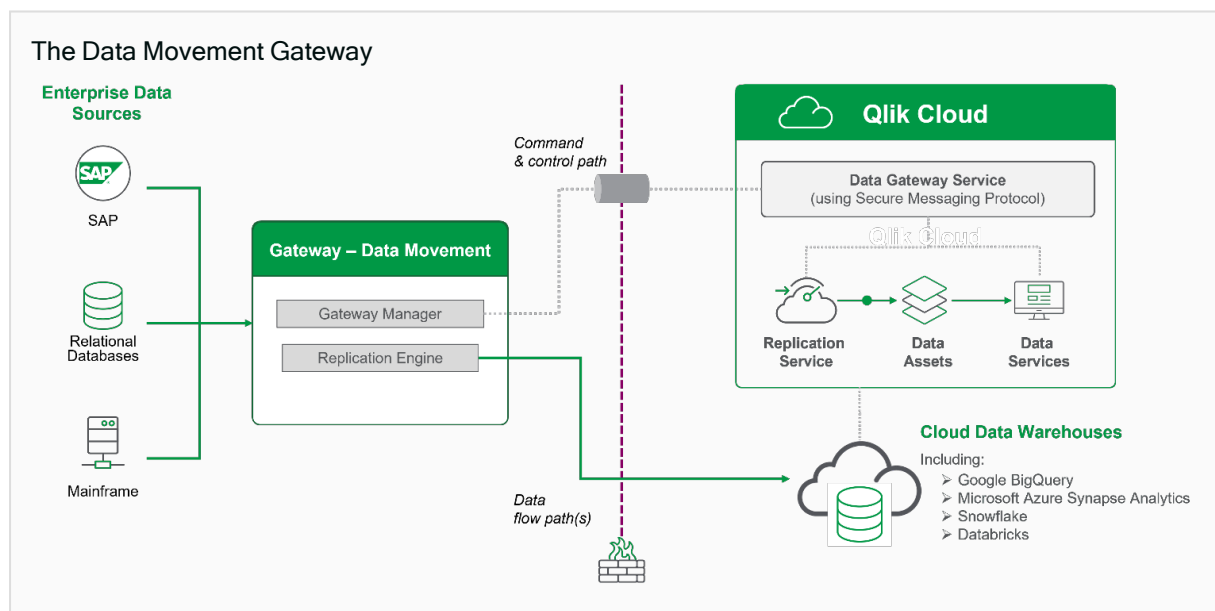 The Data Movement Gateway
Enterprise Data
Sources
SAP
SAP
Relational
Databases
Mainframe
Gateway – Data Movement
Gateway Manager
Replication Engine
Command
& control path
Data
flow path(s)
Qlik Cloud
Data Gateway Service
(using Secure Messaging Protocol)
Qlik Cloud
Replication
Service
Data
Assets
Data
Services
Cloud Data Warehouses
Including:
➢ Google BigQuery
➢ Microsoft Azure Synapse Analytics
➢ Snowflake
➢ Databricks